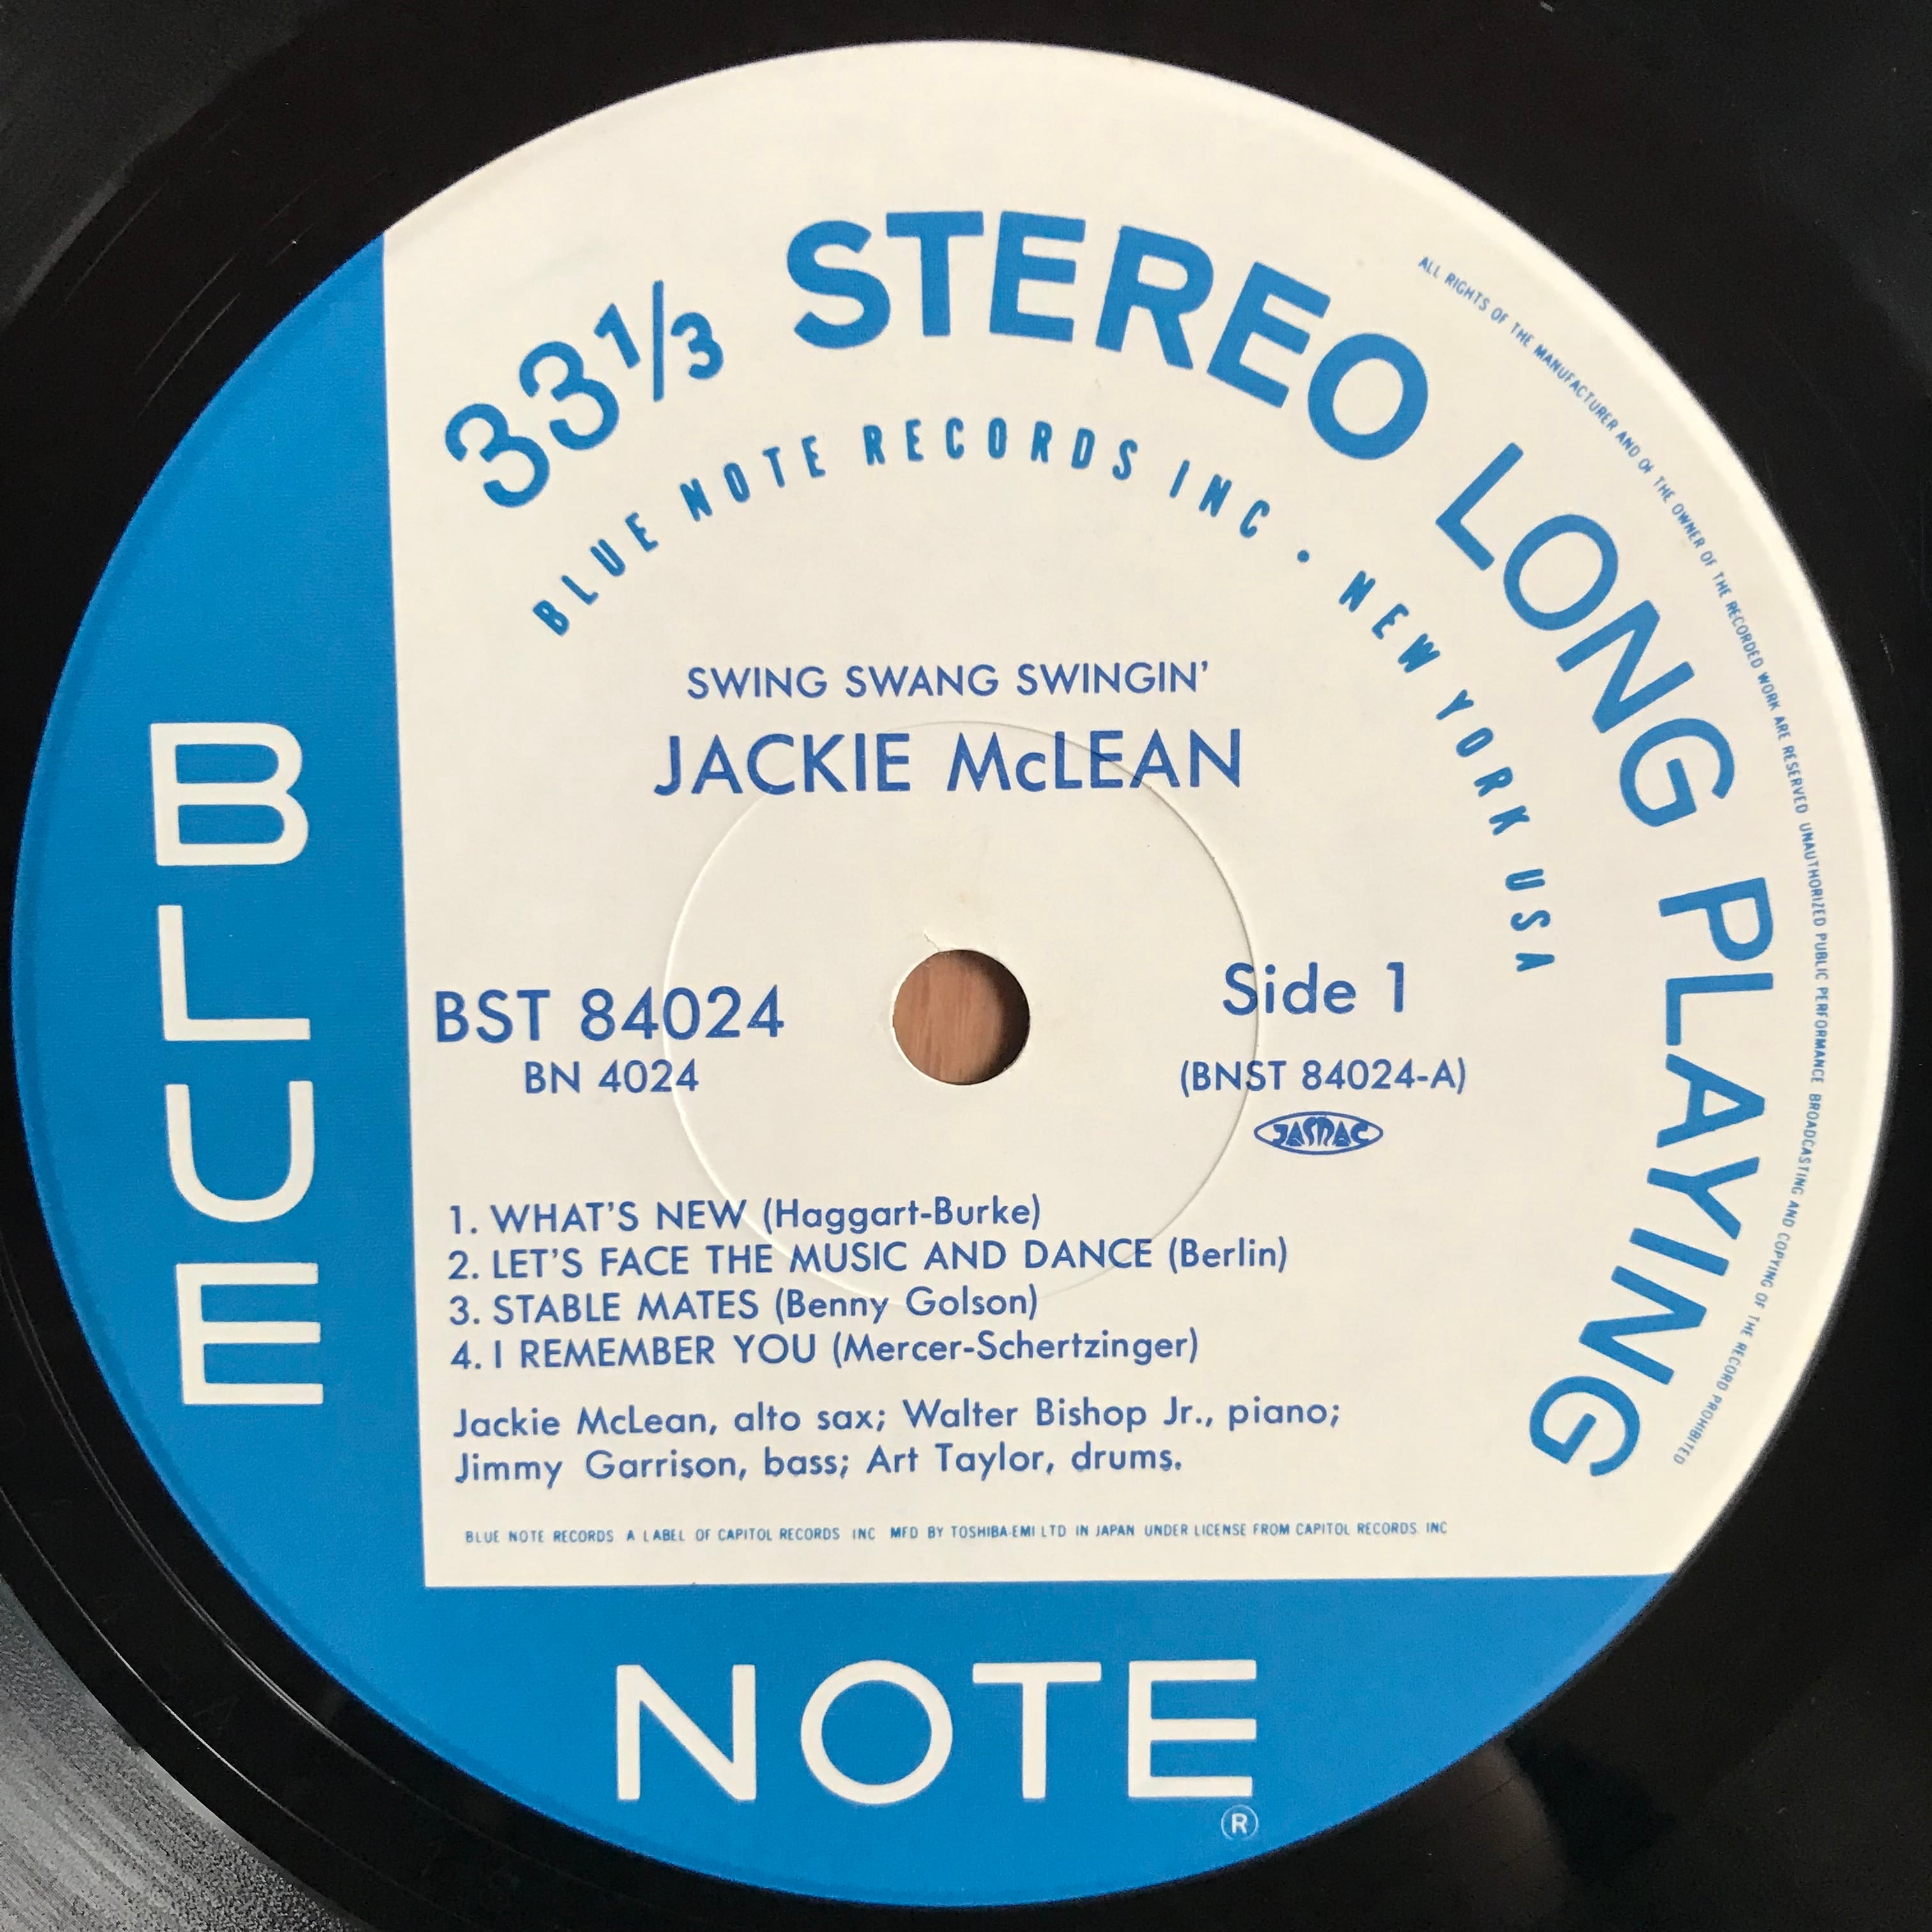 33⅓ STEREO LONG PLAYING
BLUE NOTE RECORDS INC • NEW YORK USA
ALL RIGHTS OF THE MANUFACTURER AND OF THE OWNER OF THE RECORDED WORK ARE RESERVED UNAUTHORIZED PUBLIC PERFORMANCE BROADCASTING AND COPYING OF THE RECORD PROHIBITED
SWING SWANG SWINGIN'
JACKIE McLEAN
BST 84024
BN 4024
Side 1
(BNST 84024-A)
JASMAC
1. WHAT'S NEW (Haggart-Burke)
2. LET'S FACE THE MUSIC AND DANCE (Berlin)
3. STABLE MATES (Benny Golson)
4. I REMEMBER YOU (Mercer-Schertzinger)
Jackie McLean, alto sax; Walter Bishop Jr., piano;
Jimmy Garrison, bass; Art Taylor, drums.
BLUE NOTE RECORDS A LABEL OF CAPITOL RECORDS INC MFD BY TOSHIBA-EMI LTD IN JAPAN UNDER LICENSE FROM CAPITOL RECORDS INC
BLUE
NOTE
®